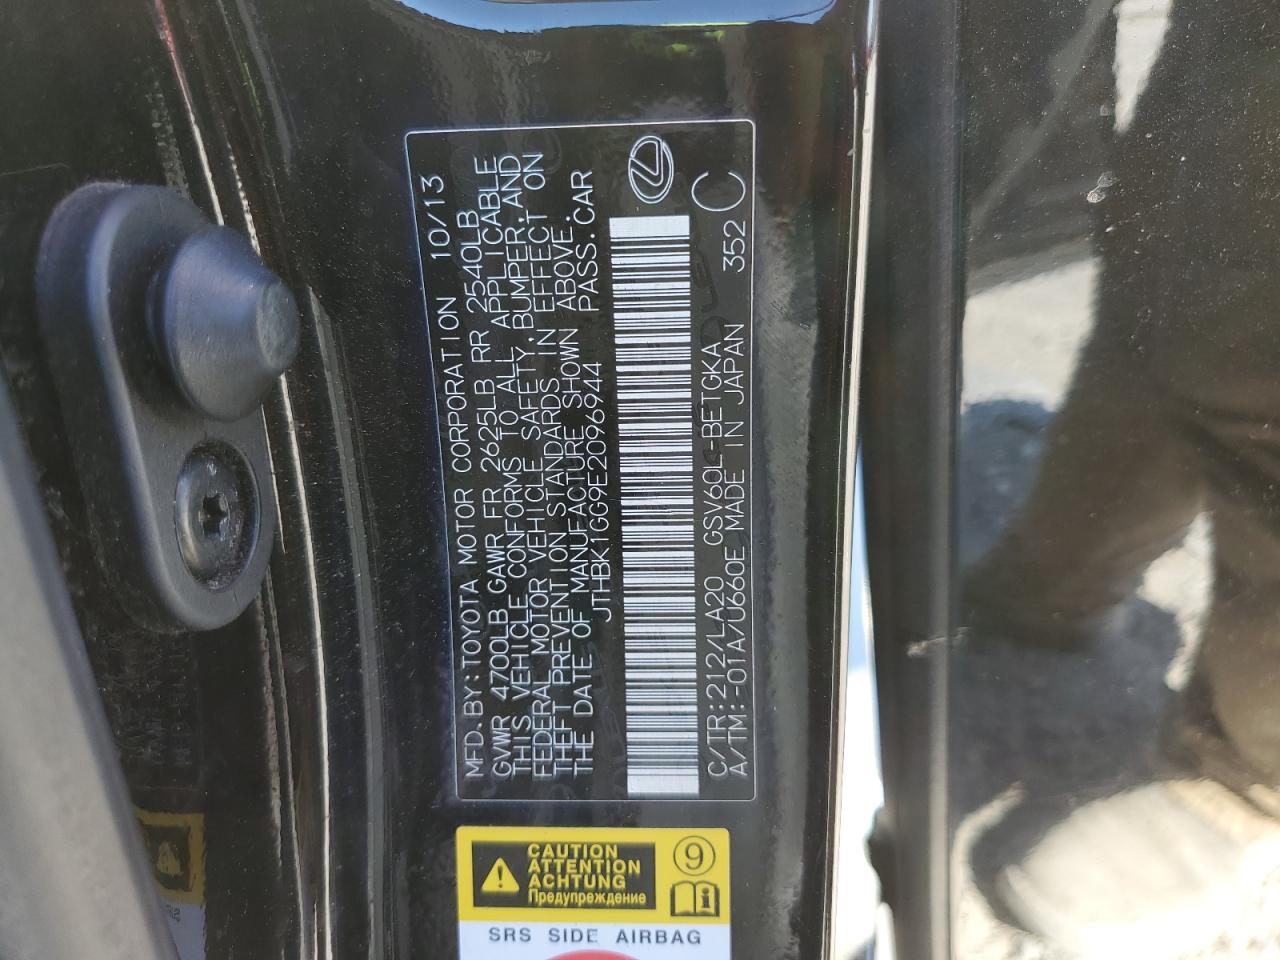 MFD.BY:TOYOTA MOTOR CORPORATION 10/13
GVWR 4700LB GAWR FR 2625LB RR 2540LB
THIS VEHICLE CONFORMS TO ALL APPLICABLE
FEDERAL MOTOR VEHICLE SAFETY, BUMPER, AND
THEFT PREVENTION STANDARDS IN EFFECT ON
THE DATE OF MANUFACTURE SHOWN ABOVE.
JTHBK1GG9E2096944 PASS.CAR
C/TR:212/LA20 GSV60L-BETGKA
A/TM:-01A/U660E MADE IN JAPAN 352 C
CAUTION
ATTENTION
ACHTUNG
Предупреждение
9
i
SRS SIDE AIRBAG